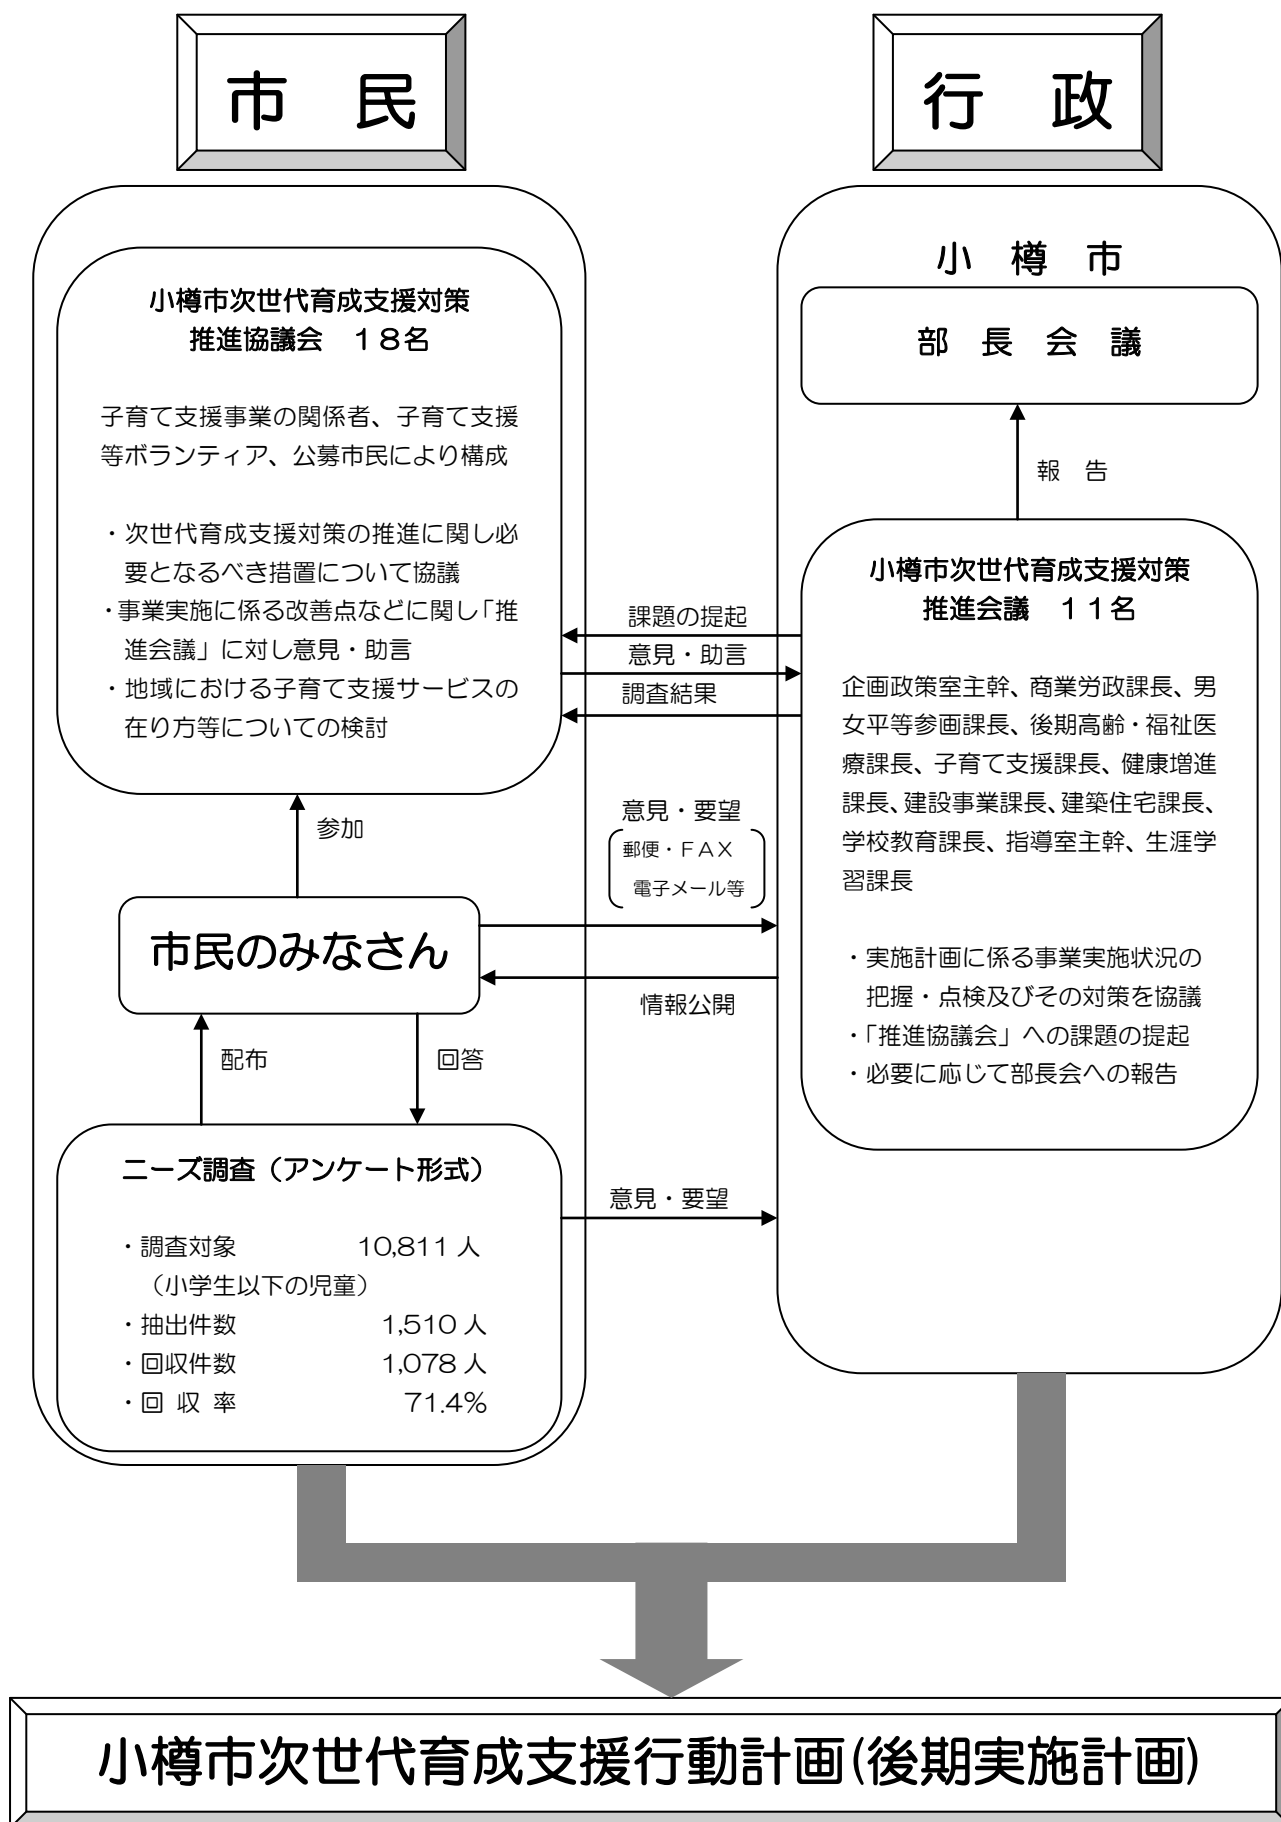 市　民
小樽市次世代育成支援対策
推進協議会　１８名
子育て支援事業の関係者、子育て支援
等ボランティア、公募市民により構成
・次世代育成支援対策の推進に関し必
要となるべき措置について協議
・事業実施に係る改善点などに関し「推
進会議」に対し意見・助言
・地域における子育て支援サービスの
在り方等についての検討
参加
市民のみなさん
配布
回答
ニーズ調査（アンケート形式）
・調査対象　10,811 人
（小学生以下の児童）
・抽出件数　1,510 人
・回収件数　1,078 人
・回 収 率　71.4%
課題の提起
意見・助言
調査結果
意見・要望
郵便・ＦＡＸ
電子メール等
情報公開
意見・要望
行　政
小　樽　市
部　長　会　議
報　告
小樽市次世代育成支援対策
推進会議　１１名
企画政策室主幹、商業労政課長、男
女平等参画課長、後期高齢・福祉医
療課長、子育て支援課長、健康増進
課長、建設事業課長、建築住宅課長、
学校教育課長、指導室主幹、生涯学
習課長
・実施計画に係る事業実施状況の
把握・点検及びその対策を協議
・「推進協議会」への課題の提起
・必要に応じて部長会への報告
小樽市次世代育成支援行動計画(後期実施計画)